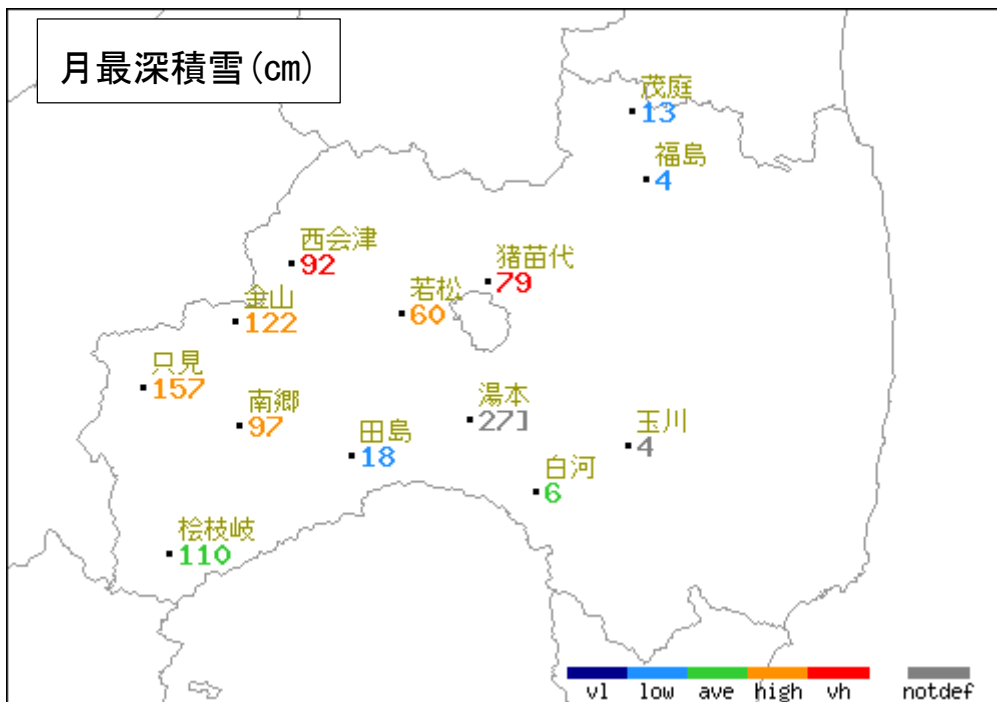 月最深積雪(cm)
茂庭
13
福島
4
西会津
92
猪苗代
79
金山
122
若松
60
只見
157
南郷
97
湯本
27]
田島
18
玉川
4
白河
6
桧枝岐
110
vl low ave high vh notdef